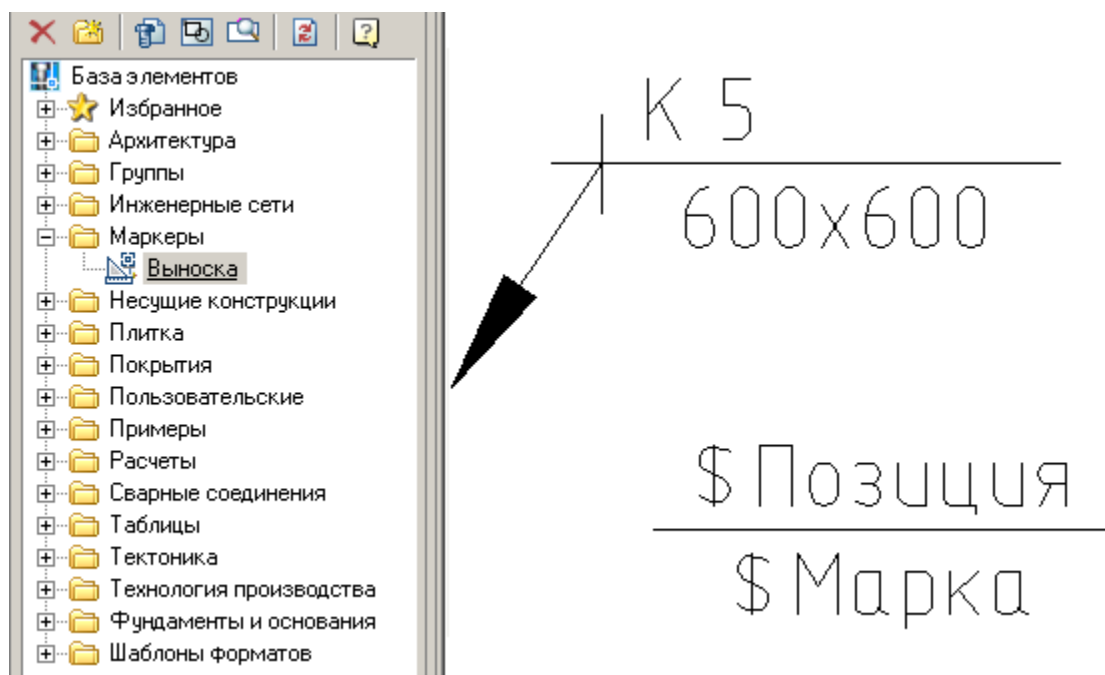 База элементов
Избранное
Архитектура
Группы
Инженерные сети
Маркеры
Выноска
Несущие конструкции
Плитка
Покрытия
Пользовательские
Примеры
Расчеты
Сварные соединения
Таблицы
Тектоника
Технология производства
Фундаменты и основания
Шаблоны форматов
К 5
600х600
$Позиция
$Марка